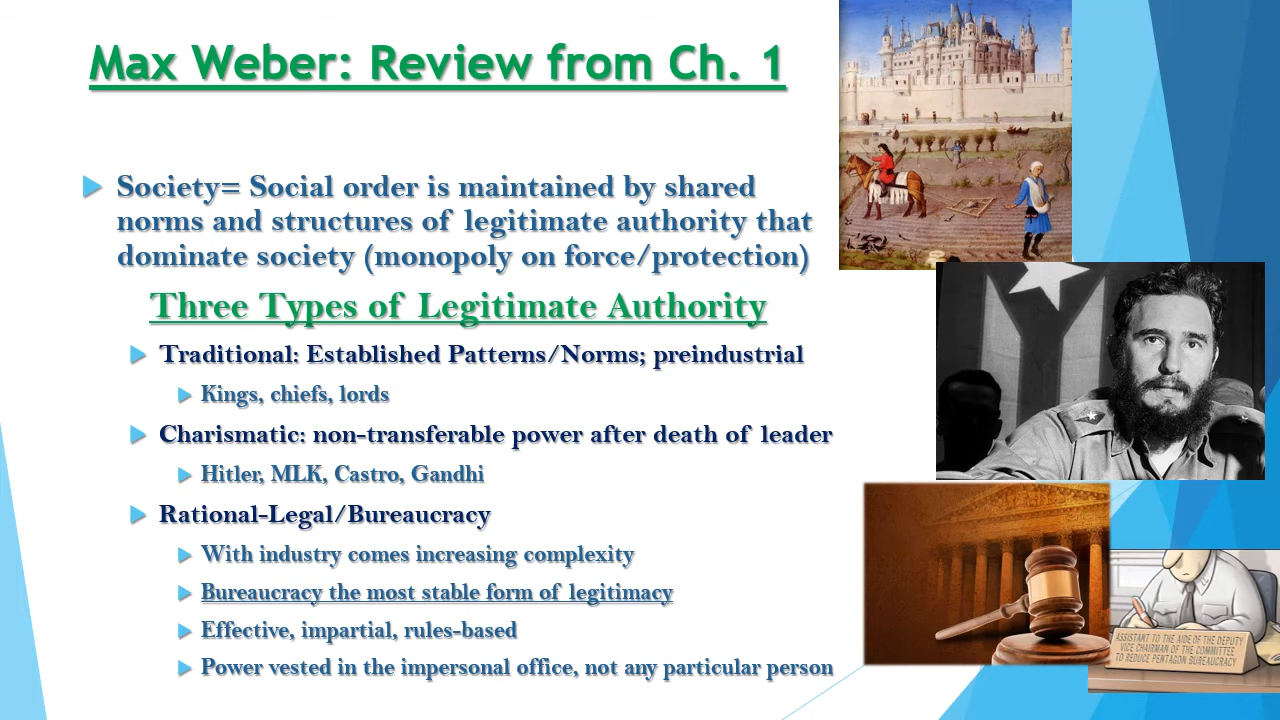 Max Weber: Review from Ch. 1
Society= Social order is maintained by shared
norms and structures of legitimate authority that
dominate society (monopoly on force/protection)
Three Types of Legitimate Authority
Traditional: Established Patterns/Norms; preindustrial
Kings, chiefs, lords
Charismatic: non-transferable power after death of leader
Hitler, MLK, Castro, Gandhi
Rational-Legal/Bureaucracy
With industry comes increasing complexity
Bureaucracy the most stable form of legitimacy
Effective, impartial, rules-based
Power vested in the impersonal office, not any particular person
ASSISTANT TO THE AIDE OF THE DEPUTY
VICE CHAIRMAN OF THE COMMITTEE
TO REDUCE PENTAGON BUREAUCRACY